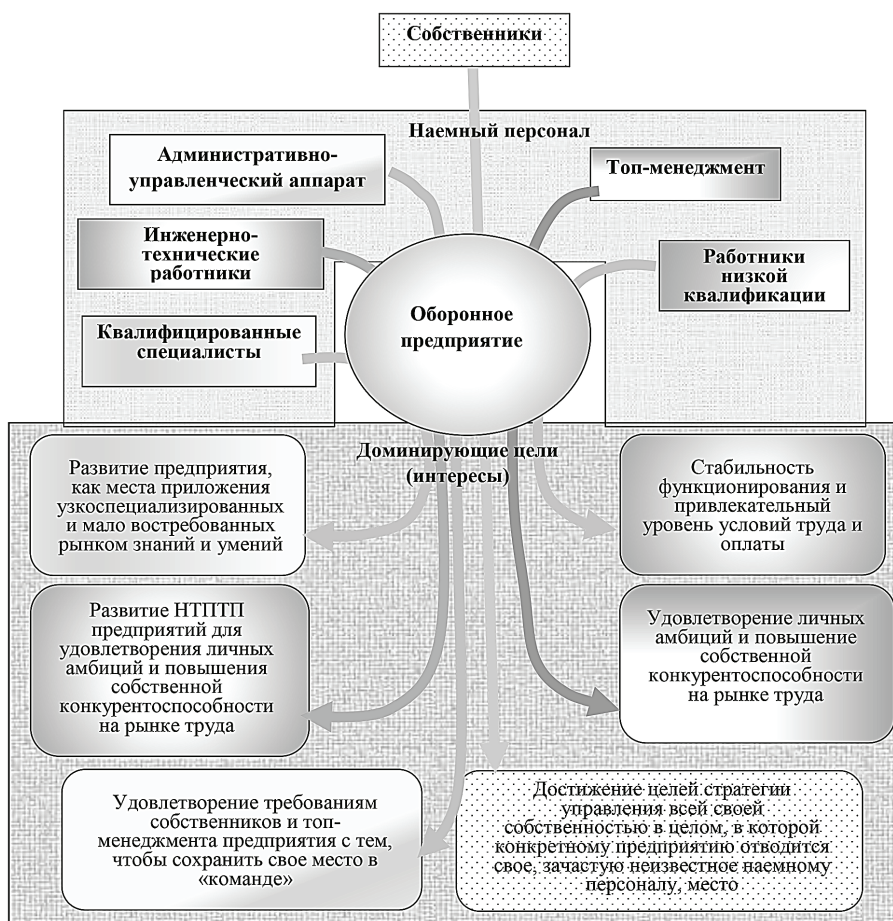 Собственники
Наемный персонал
Административно-
управленческий аппарат
Топ-менеджмент
Инженерно-
технические
работники
Работники
низкой
квалификации
Квалифицированные
специалисты
Оборонное
предприятие
Доминирующие цели
(интересы)
Развитие предприятия,
как места приложения
узкоспециализированных
и мало востребованных
рынком знаний и умений
Стабильность
функционирования и
привлекательный
уровень условий труда и
оплаты
Развитие НТПТП
предприятий для
удовлетворения личных
амбиций и повышения
собственной
конкурентоспособности
на рынке труда
Удовлетворение личных
амбиций и повышение
собственной
конкурентоспособности
на рынке труда
Удовлетворение требованиям
собственников и топ-
менеджмента предприятия с тем,
чтобы сохранить свое место в
«команде»
Достижение целей стратегии
управления всей своей
собственностью в целом, в которой
конкретному предприятию отводится
свое, зачастую неизвестное наемному
персоналу, место